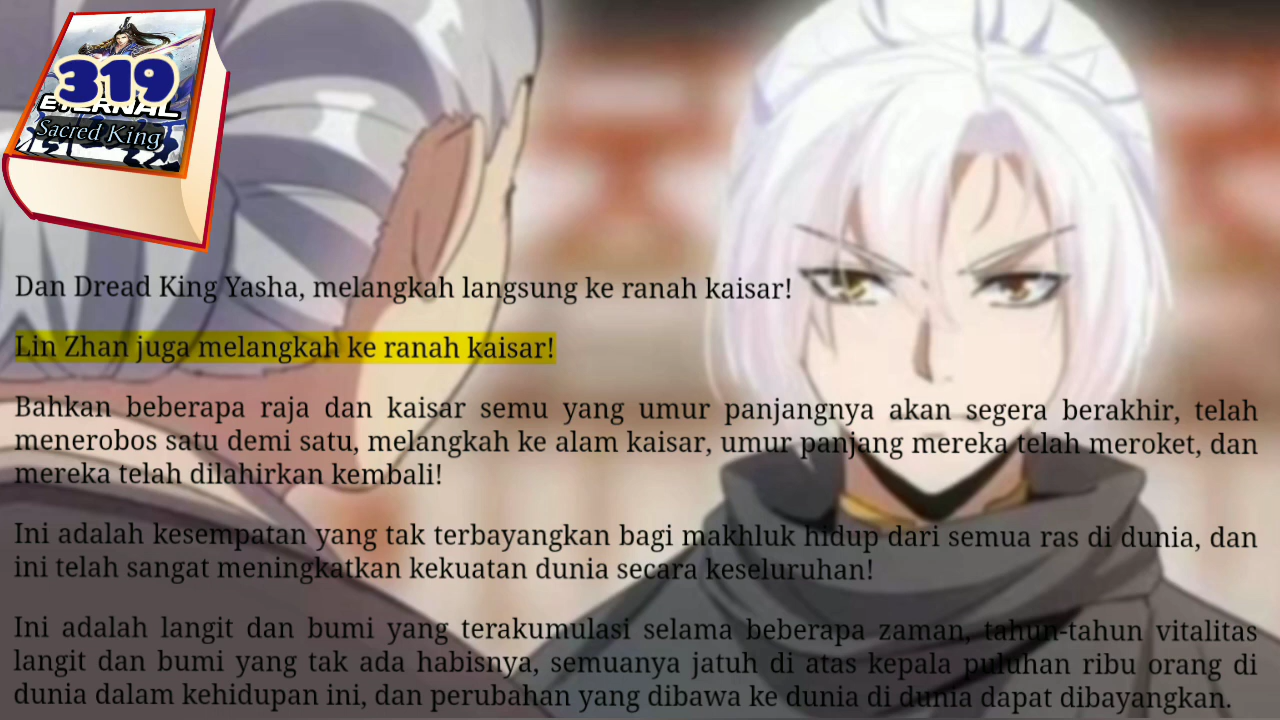 319
ETERNAL
Sacred King
Dan Dread King Yasha, melangkah langsung ke ranah kaisar!
Lin Zhan juga melangkah ke ranah kaisar!
Bahkan beberapa raja dan kaisar semu yang umur panjangnya akan segera berakhir, telah
menerobos satu demi satu, melangkah ke alam kaisar, umur panjang mereka telah meroket, dan
mereka telah dilahirkan kembali!
Ini adalah kesempatan yang tak terbayangkan bagi makhluk hidup dari semua ras di dunia, dan
ini telah sangat meningkatkan kekuatan dunia secara keseluruhan!
Ini adalah langit dan bumi yang terakumulasi selama beberapa zaman, tahun-tahun vitalitas
langit dan bumi yang tak ada habisnya, semuanya jatuh di atas kepala puluhan ribu orang di
dunia dalam kehidupan ini, dan perubahan yang dibawa ke dunia di dunia dapat dibayangkan.